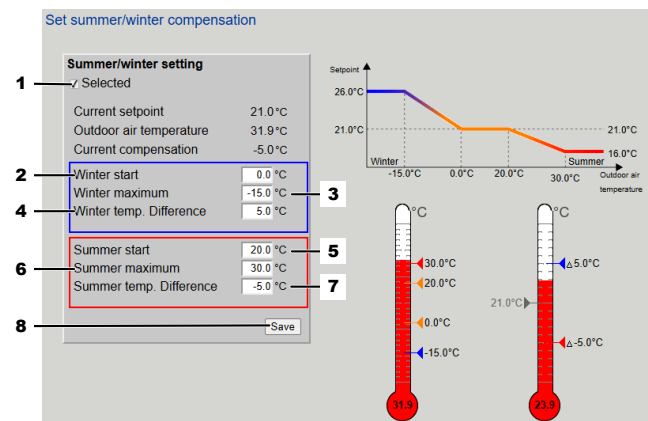 Set summer/winter compensation
Summer/winter setting
1
Selected
Current setpoint 21.0°C
Outdoor air temperature 31.9°C
Current compensation -5.0°C
2 Winter start 0.0 °C
Winter maximum -15.0 °C 3
4 Winter temp. Difference 5.0 °C
Summer start 20.0 °C 5
6 Summer maximum 30.0 °C
Summer temp. Difference -5.0 °C 7
8 Save
Setpoint
26.0°C
21.0°C 21.0°C
16.0°C
Winter Summer
-15.0°C 0.0°C 20.0°C 30.0°C
Outdoor air
temperature
°C
30.0°C
20.0°C
0.0°C
-15.0°C
31.9
°C
Δ5.0°C
21.0°C
Δ-5.0°C
23.9